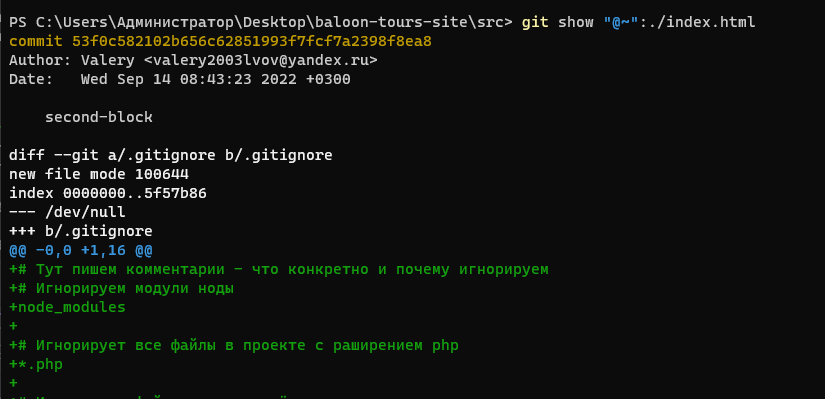 PS C:\Users\Администратор\Desktop\baloon-tours-site\src> git show "@~":./index.html
commit 53f0c582102b656c62851993f7fcf7a2398f8ea8
Author: Valery <valery2003lvov@yandex.ru>
Date:   Wed Sep 14 08:43:23 2022 +0300
    second-block
diff --git a/.gitignore b/.gitignore
new file mode 100644
index 0000000..5f57b86
--- /dev/null
+++ b/.gitignore
@@ -0,0 +1,16 @@
+# Тут пишем комментарии - что конкретно и почему игнорируем
+# Игнорируем модули ноды
+node_modules
+
+# Игнорирует все файлы в проекте с раширением php
+*.php
+